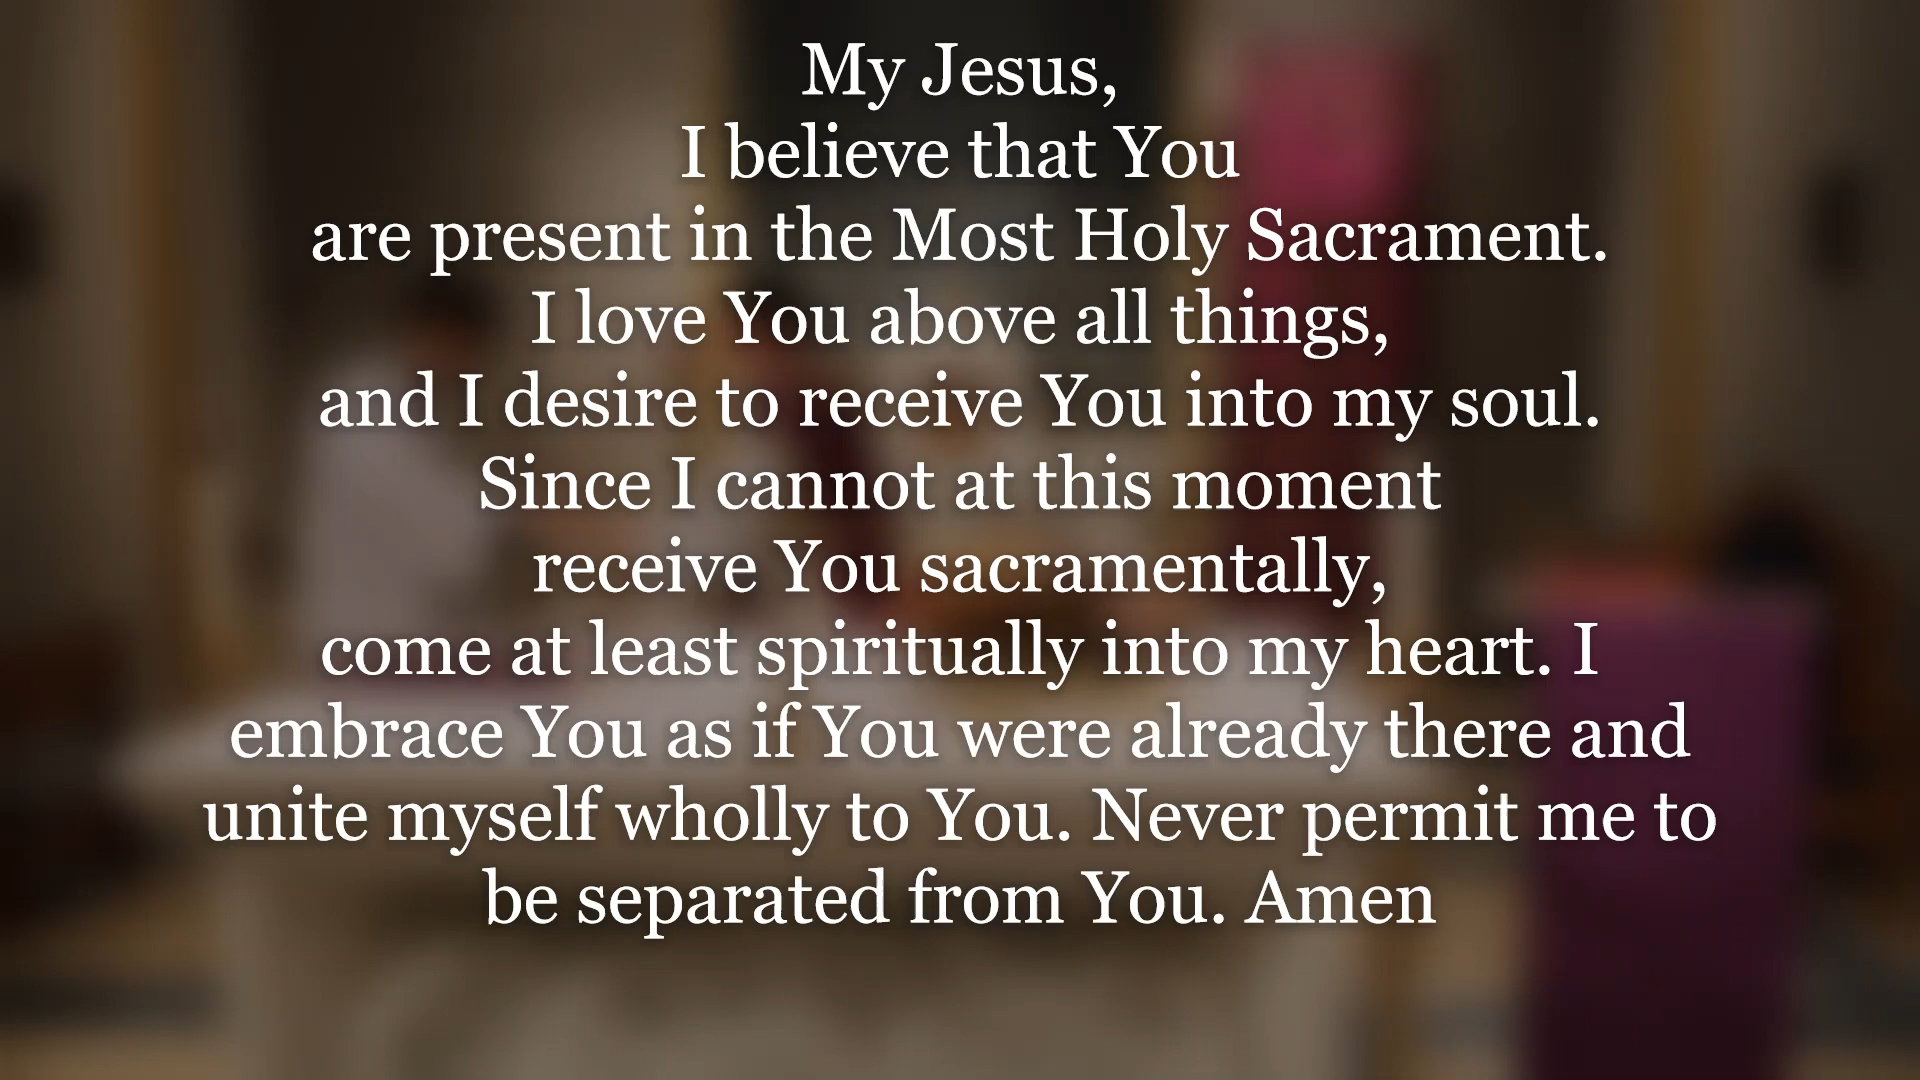 My Jesus,
I believe that You
are present in the Most Holy Sacrament.
I love You above all things,
and I desire to receive You into my soul.
Since I cannot at this moment
receive You sacramentally,
come at least spiritually into my heart. I
embrace You as if You were already there and
unite myself wholly to You. Never permit me to
be separated from You. Amen